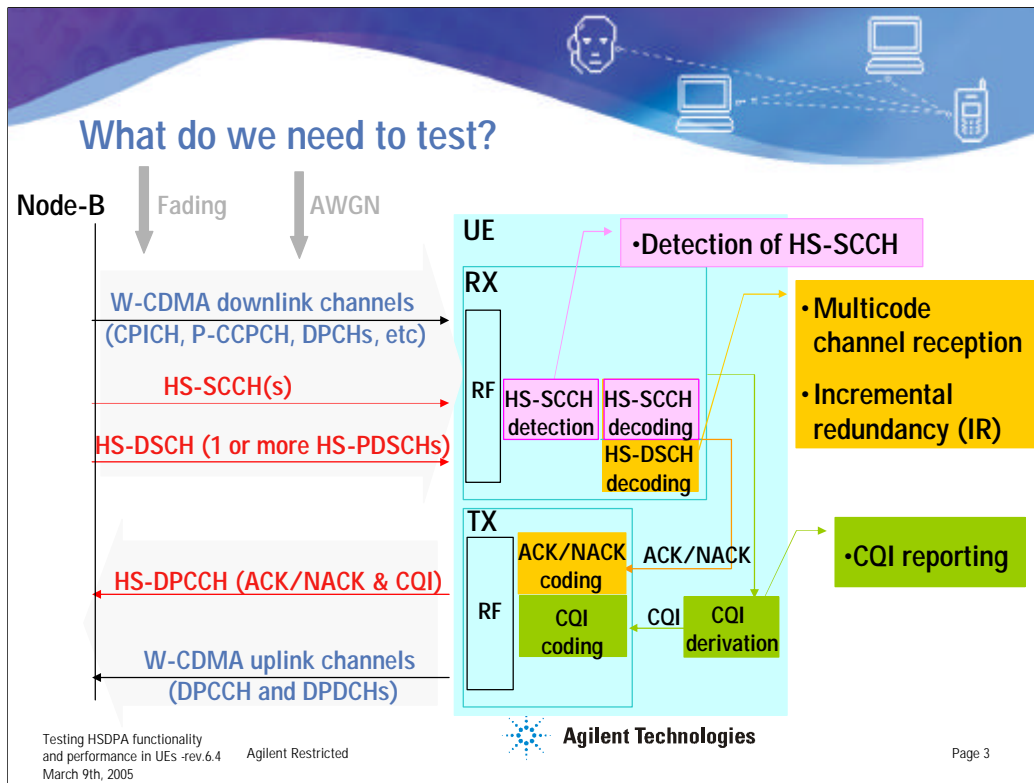 What do we need to test?
Node-B
Fading
AWGN
W-CDMA downlink channels
(CPICH, P-CCPCH, DPCHs, etc)
HS-SCCH(s)
HS-DSCH (1 or more HS-PDSCHs)
HS-DPCCH (ACK/NACK & CQI)
W-CDMA uplink channels
(DPCCH and DPDCHs)
UE
RX
RF
HS-SCCH
detection
HS-SCCH
decoding
HS-DSCH
decoding
TX
RF
ACK/NACK
coding
ACK/NACK
CQI
coding
CQI
CQI
derivation
•Detection of HS-SCCH
• Multicode
channel reception
• Incremental
redundancy (IR)
•CQI reporting
Testing HSDPA functionality
and performance in UEs -rev.6.4
March 9th, 2005
Agilent Restricted
Agilent Technologies
Page 3